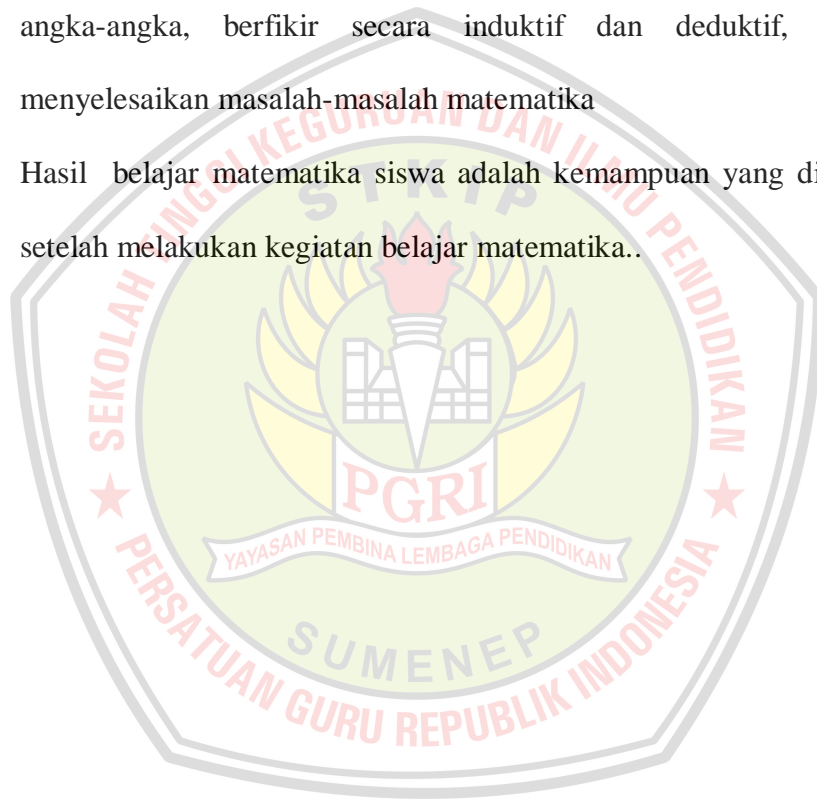 angka-angka, berfikir secara induktif dan deduktif,
menyelesaikan masalah-masalah matematika
Hasil belajar matematika siswa adalah kemampuan yang di
setelah melakukan kegiatan belajar matematika..
SEKOLAH TINGGI KEGURUAN DAN ILMU PENDIDIKAN
STKIP
PGRI
YAYASAN PEMBINA LEMBAGA PENDIDIKAN
SUMENEP
★ PERSATUAN GURU REPUBLIK INDONESIA ★